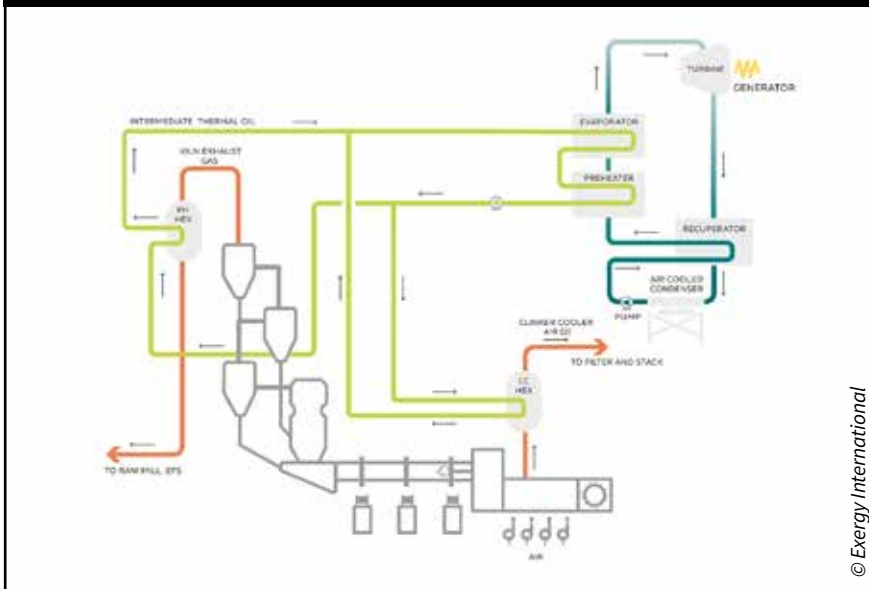 TURBINE
GENERATOR
INTERMEDIATE THERMAL OIL
EVAPORATOR
KILN EXHAUST
GAS
PREHEATER
PH
HEX
RECUPERATOR
AIR COOLED
CONDENSER
PUMP
CLINKER COOLER
AIR
TO FILTER AND STACK
CC
HEX
TO RAW MILL, EPS
AIR
© Exergy International